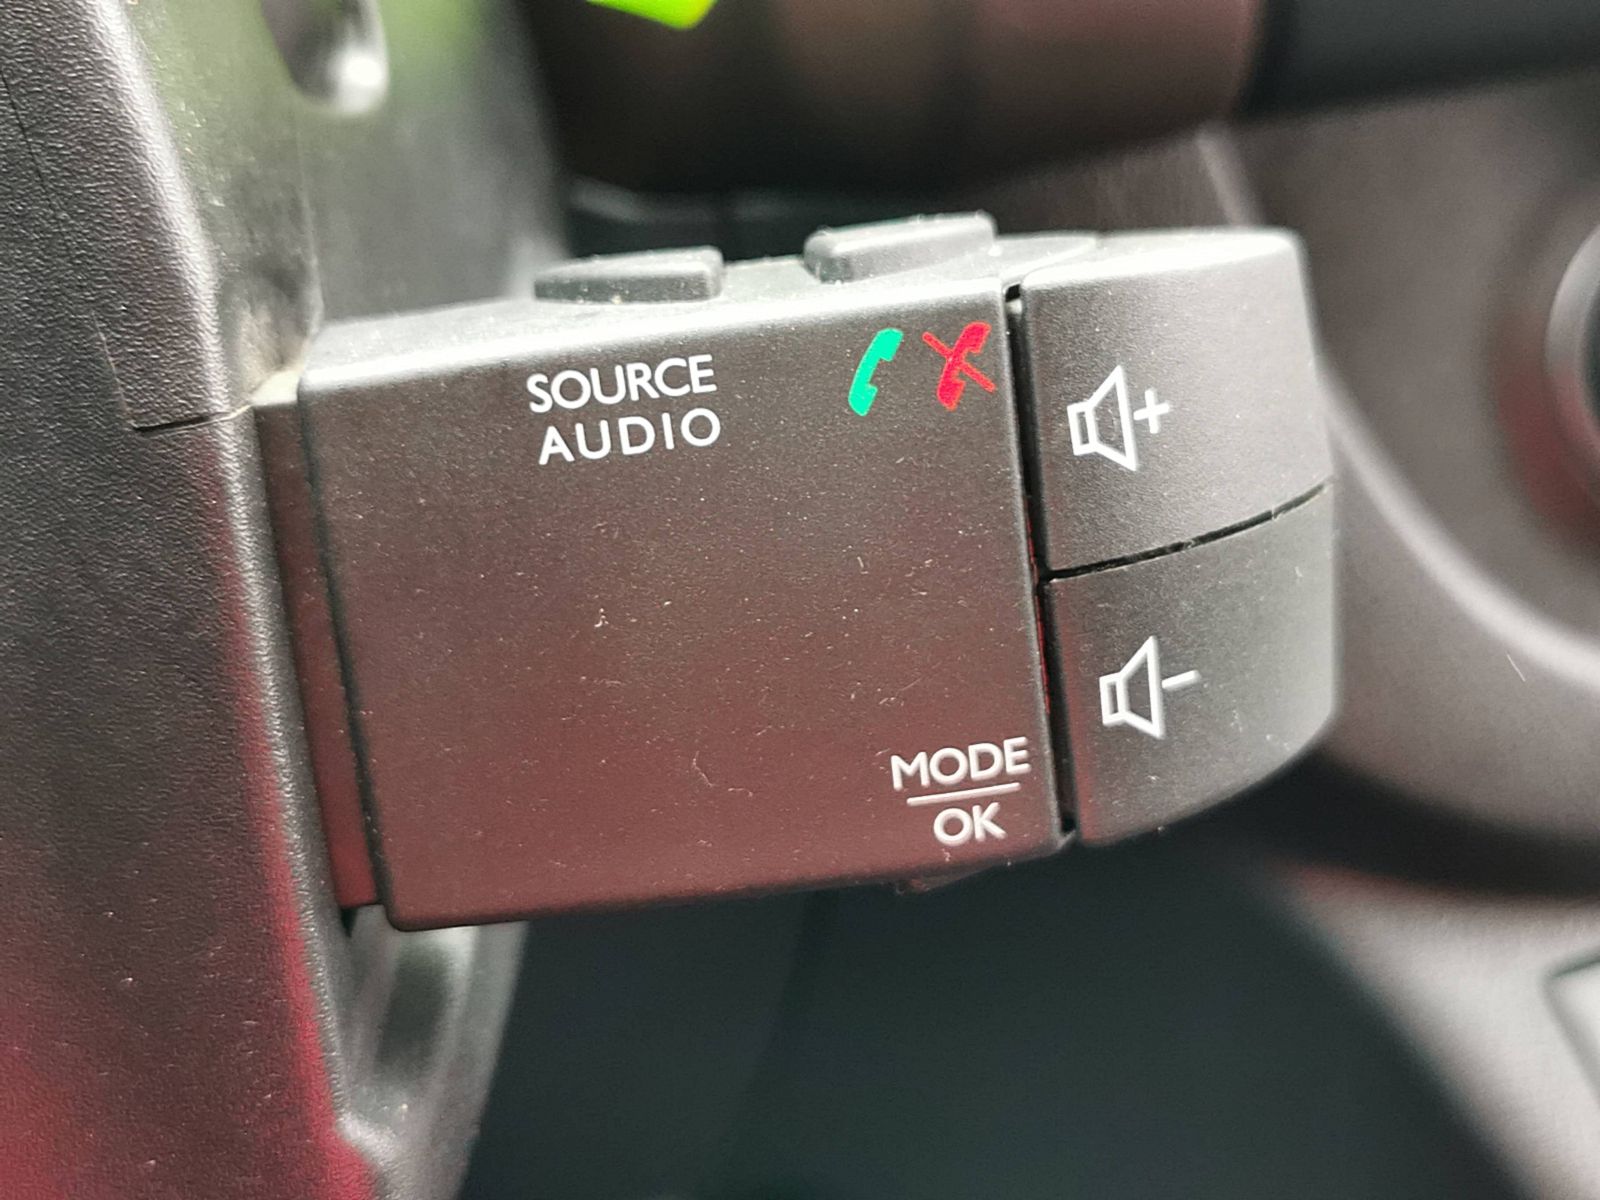 SOURCE
AUDIO
+
-
MODE
OK